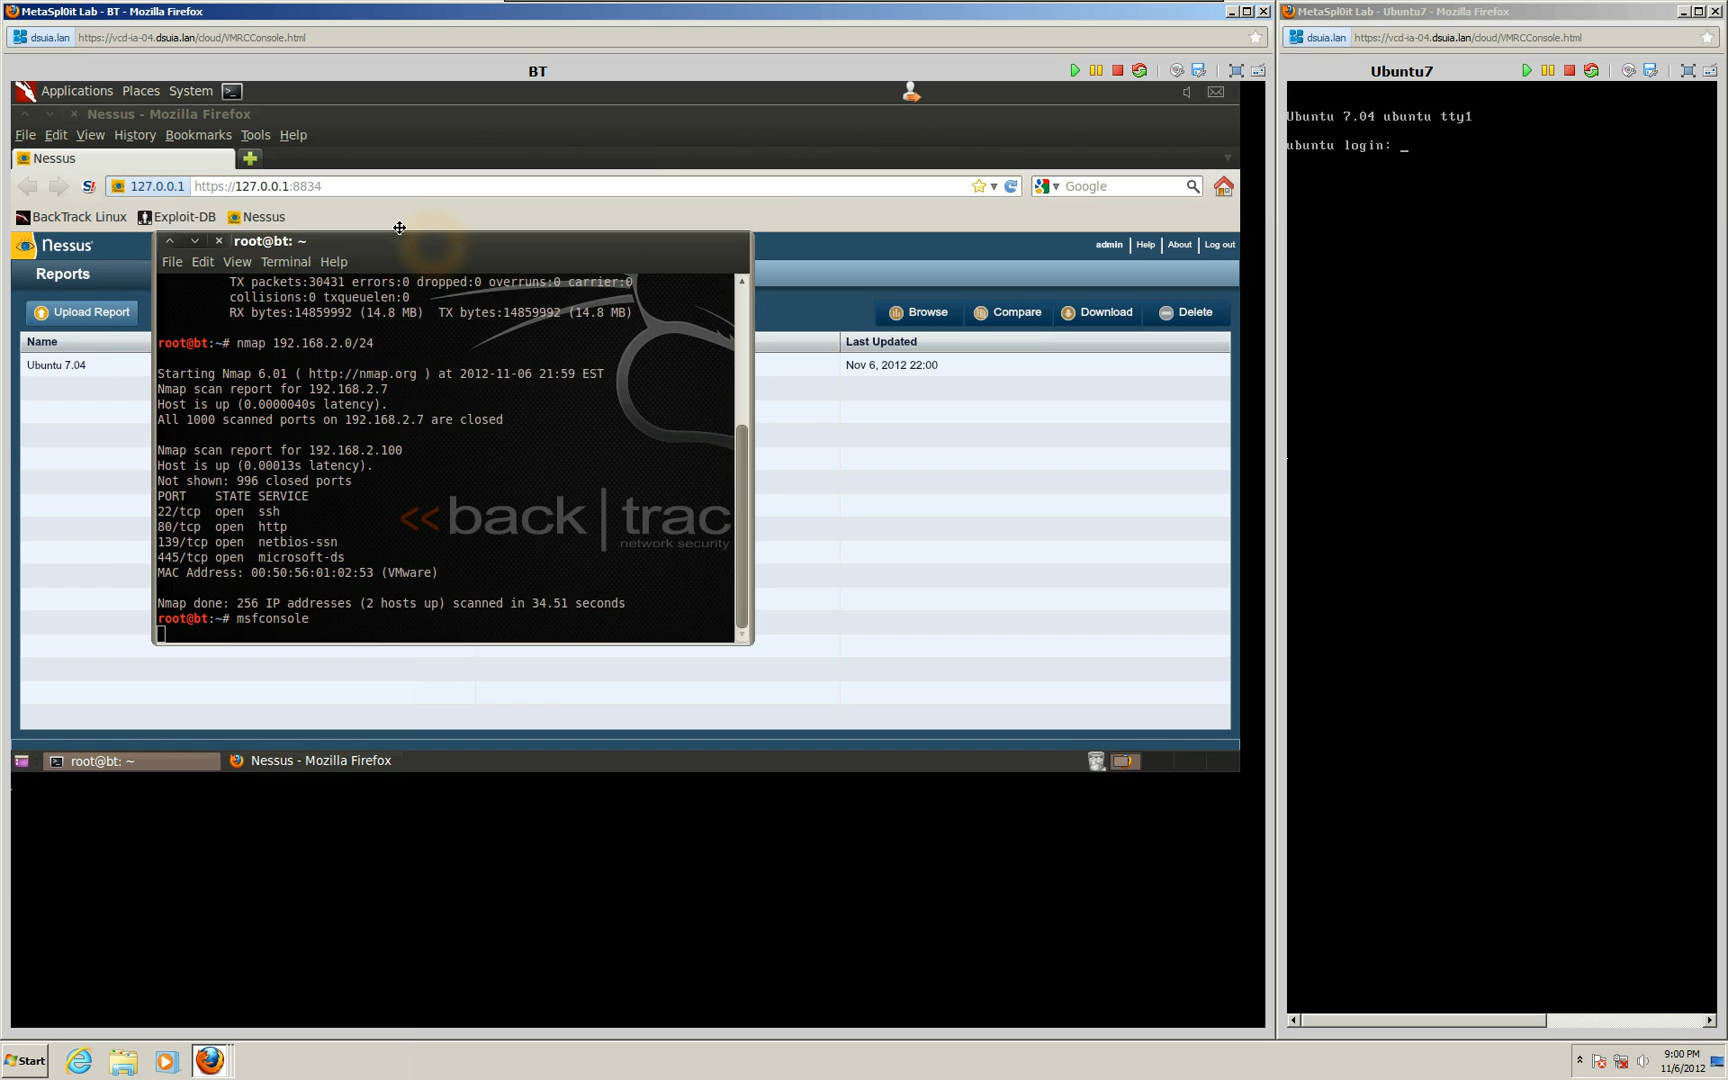 MetaSpl0it Lab - BT - Mozilla Firefox
dsuia.lan https://vcd-ia-04.dsuia.lan/cloud/VMRCConsole.html
BT
Applications Places System
Nessus - Mozilla Firefox
File Edit View History Bookmarks Tools Help
Nessus
127.0.0.1 https://127.0.0.1:8834
Google
BackTrack Linux Exploit-DB Nessus
Nessus
admin Help About Log out
Reports
Upload Report
Browse Compare Download Delete
Name
Last Updated
Ubuntu 7.04
Nov 6, 2012 22:00
root@bt: ~
File Edit View Terminal Help
TX packets:30431 errors:0 dropped:0 overruns:0 carrier:0
collisions:0 txqueuelen:0
RX bytes:14859992 (14.8 MB) TX bytes:14859992 (14.8 MB)
root@bt:~# nmap 192.168.2.0/24
Starting Nmap 6.01 ( http://nmap.org ) at 2012-11-06 21:59 EST
Nmap scan report for 192.168.2.7
Host is up (0.0000040s latency).
All 1000 scanned ports on 192.168.2.7 are closed
Nmap scan report for 192.168.2.100
Host is up (0.00013s latency).
Not shown: 996 closed ports
PORT STATE SERVICE
22/tcp open ssh
80/tcp open http
139/tcp open netbios-ssn
445/tcp open microsoft-ds
MAC Address: 00:50:56:01:02:53 (VMware)
Nmap done: 256 IP addresses (2 hosts up) scanned in 34.51 seconds
root@bt:~# msfconsole
<<back|trac
network security
root@bt: ~
Nessus - Mozilla Firefox
MetaSpl0it Lab - Ubuntu7 - Mozilla Firefox
dsuia.lan https://vcd-ia-04.dsuia.lan/cloud/VMRCConsole.html
Ubuntu7
Ubuntu 7.04 ubuntu tty1
ubuntu login: _
Start
9:00 PM
11/6/2012